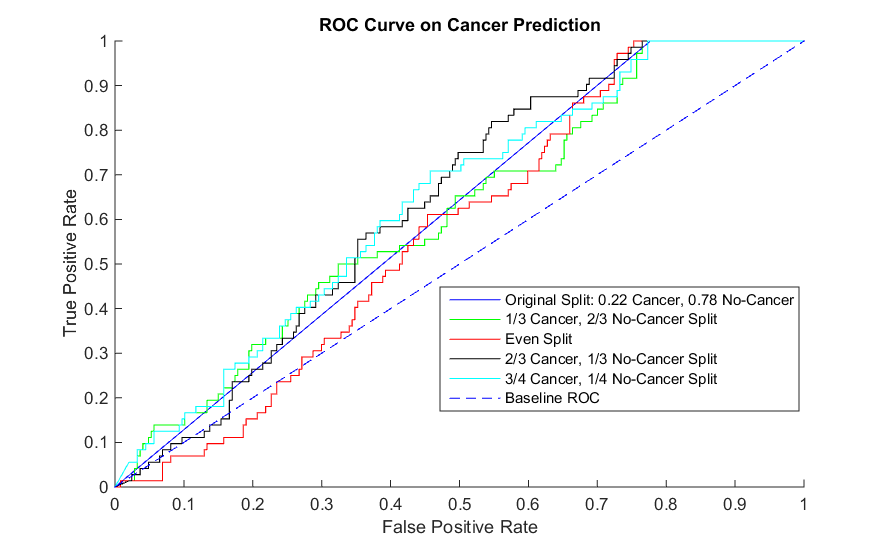 ROC Curve on Cancer Prediction
1
0.9
0.8
0.7
0.6
0.5
0.4
0.3
0.2
0.1
0
True Positive Rate
Original Split: 0.22 Cancer, 0.78 No-Cancer
1/3 Cancer, 2/3 No-Cancer Split
Even Split
2/3 Cancer, 1/3 No-Cancer Split
3/4 Cancer, 1/4 No-Cancer Split
Baseline ROC
0 0.1 0.2 0.3 0.4 0.5 0.6 0.7 0.8 0.9 1
False Positive Rate